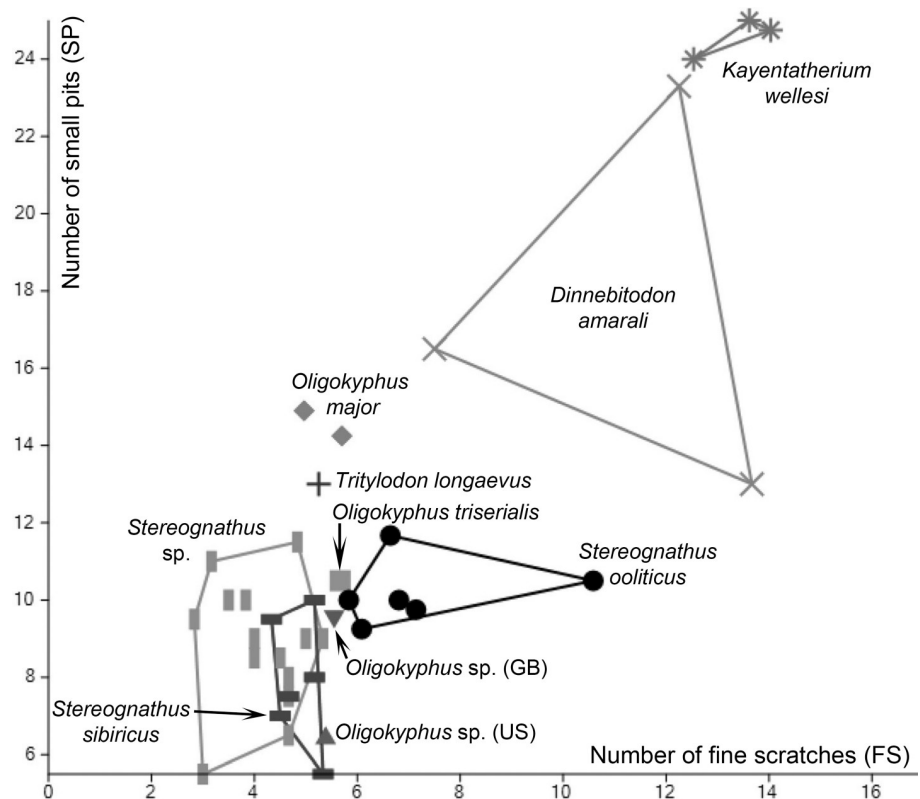 Number of small pits (SP)
24
22
20
18
16
14
12
10
8
6
Kayentatherium
wellesi
Dinnebitodon
amarali
Oligokyphus
major
Tritylodon longaevus
Oligokyphus triserialis
Stereognathus
sp.
Stereognathus
ooliticus
Oligokyphus sp. (GB)
Stereognathus
sibiricus
Oligokyphus sp. (US)
Number of fine scratches (FS)
0 2 4 6 8 10 12 14 16